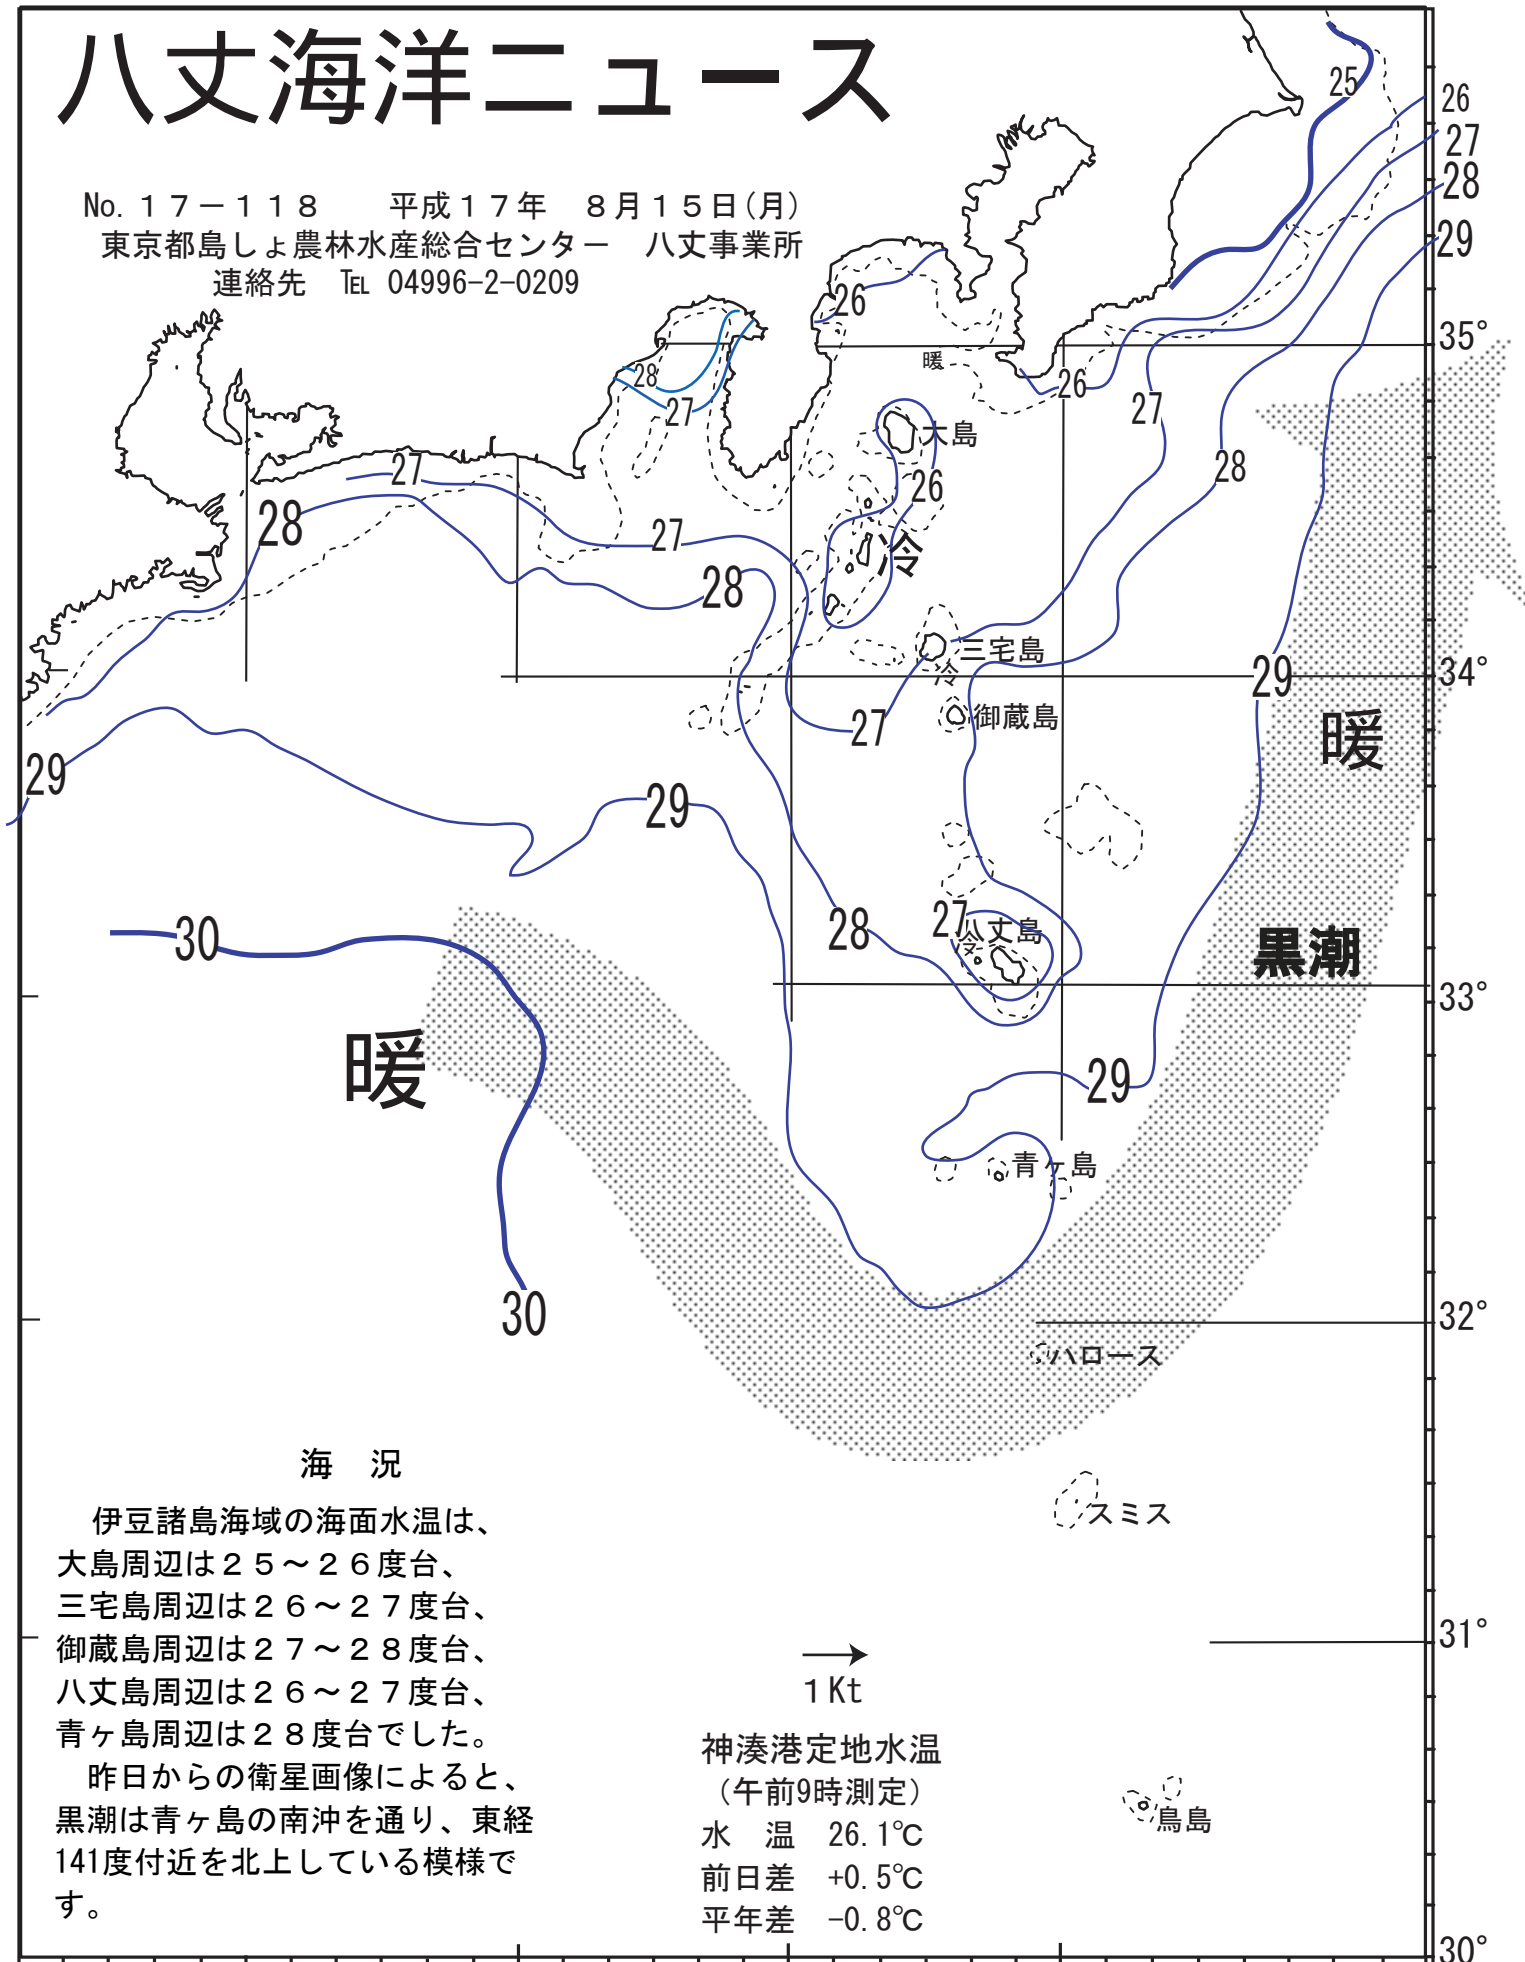 八丈海洋ニュース
No.１７－１１８　　平成１７年　８月１５日(月)
東京都島しょ農林水産総合センター　八丈事業所
連絡先　℡ 04996-2-0209
25
26
27
28
29
26
35°
暖
28
27
26
27
大島
28
26
27
28
27
冷
28
三宅島
冷
29
34°
御蔵島
27
暖
29
29
30
28
27
八丈島
冷
黒潮
33°
暖
29
青ヶ島
30
32°
ハロース
スミス
31°
鳥島
30°
海　況
伊豆諸島海域の海面水温は、
大島周辺は２５～２６度台、
三宅島周辺は２６～２７度台、
御蔵島周辺は２７～２８度台、
八丈島周辺は２６～２７度台、
青ヶ島周辺は２８度台でした。
昨日からの衛星画像によると、
黒潮は青ヶ島の南沖を通り、東経
141度付近を北上している模様で
す。
１Kt
神湊港定地水温
（午前9時測定）
水　温　26.1℃
前日差　+0.5℃
平年差　-0.8℃